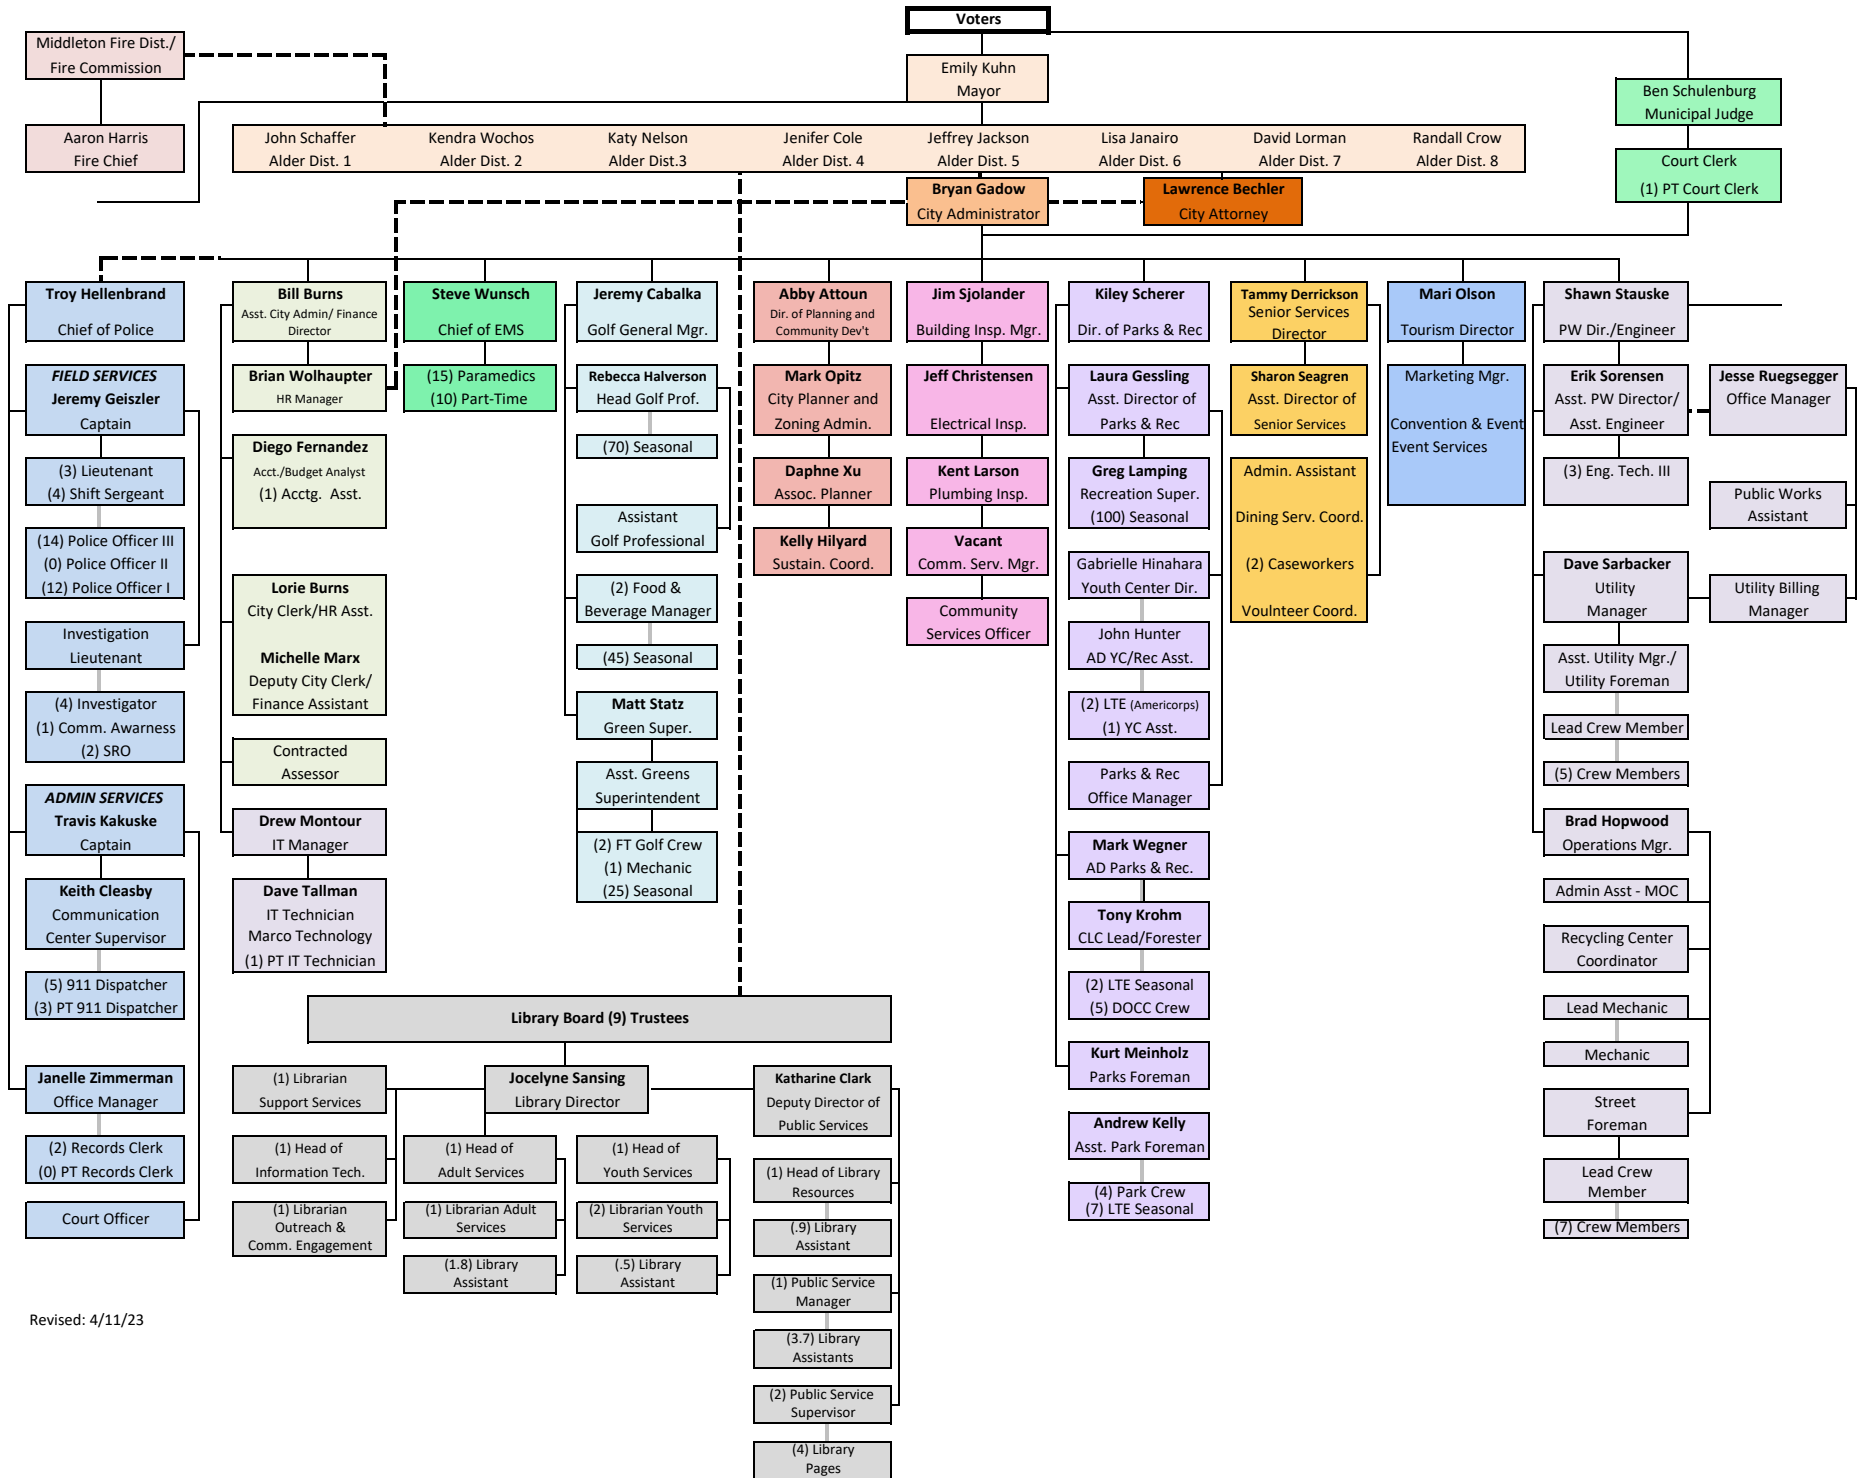 Voters
Middleton Fire Dist./
Fire Commission
Emily Kuhn
Mayor
Ben Schulenburg
Municipal Judge
Aaron Harris
Fire Chief
John Schaffer
Alder Dist. 1
Kendra Wochos
Alder Dist. 2
Katy Nelson
Alder Dist.3
Jenifer Cole
Alder Dist. 4
Jeffrey Jackson
Alder Dist. 5
Lisa Janairo
Alder Dist. 6
David Lorman
Alder Dist. 7
Randall Crow
Alder Dist. 8
Court Clerk
(1) PT Court Clerk
Bryan Gadow
City Administrator
Lawrence Bechler
City Attorney
Troy Hellenbrand
Chief of Police
FIELD SERVICES
Jeremy Geiszler
Captain
(3) Lieutenant
(4) Shift Sergeant
(14) Police Officer III
(0) Police Officer II
(12) Police Officer I
Investigation
Lieutenant
(4) Investigator
(1) Comm. Awarness
(2) SRO
ADMIN SERVICES
Travis Kakuske
Captain
Keith Cleasby
Communication
Center Supervisor
(5) 911 Dispatcher
(3) PT 911 Dispatcher
Janelle Zimmerman
Office Manager
(2) Records Clerk
(0) PT Records Clerk
Court Officer
Bill Burns
Asst. City Admin/ Finance
Director
Brian Wolhaupter
HR Manager
Diego Fernandez
Acct./Budget Analyst
(1) Acctg. Asst.
Lorie Burns
City Clerk/HR Asst.
Michelle Marx
Deputy City Clerk/
Finance Assistant
Contracted
Assessor
Drew Montour
IT Manager
Dave Tallman
IT Technician
Marco Technology
(1) PT IT Technician
Steve Wunsch
Chief of EMS
(15) Paramedics
(10) Part-Time
Jeremy Cabalka
Golf General Mgr.
Rebecca Halverson
Head Golf Prof.
(70) Seasonal
Assistant
Golf Professional
(2) Food &
Beverage Manager
(45) Seasonal
Matt Statz
Green Super.
Asst. Greens
Superintendent
(2) FT Golf Crew
(1) Mechanic
(25) Seasonal
Abby Attoun
Dir. of Planning and
Community Dev't
Mark Opitz
City Planner and
Zoning Admin.
Daphne Xu
Assoc. Planner
Kelly Hilyard
Sustain. Coord.
Jim Sjolander
Building Insp. Mgr.
Jeff Christensen
Electrical Insp.
Kent Larson
Plumbing Insp.
Vacant
Comm. Serv. Mgr.
Community
Services Officer
Kiley Scherer
Dir. of Parks & Rec
Laura Gessling
Asst. Director of
Parks & Rec
Greg Lamping
Recreation Super.
(100) Seasonal
Gabrielle Hinahara
Youth Center Dir.
John Hunter
AD YC/Rec Asst.
(2) LTE (Americorps)
(1) YC Asst.
Parks & Rec
Office Manager
Mark Wegner
AD Parks & Rec.
Tony Krohm
CLC Lead/Forester
(2) LTE Seasonal
(5) DOCC Crew
Kurt Meinholz
Parks Foreman
Andrew Kelly
Asst. Park Foreman
(4) Park Crew
(7) LTE Seasonal
Tammy Derrickson
Senior Services
Director
Sharon Seagren
Asst. Director of
Senior Services
Admin. Assistant
Dining Serv. Coord.
(2) Caseworkers
Voulnteer Coord.
Mari Olson
Tourism Director
Marketing Mgr.
Convention & Event
Event Services
Shawn Stauske
PW Dir./Engineer
Erik Sorensen
Asst. PW Director/
Asst. Engineer
(3) Eng. Tech. III
Jesse Ruegsegger
Office Manager
Public Works
Assistant
Dave Sarbacker
Utility
Manager
Utility Billing
Manager
Asst. Utility Mgr./
Utility Foreman
Lead Crew Member
(5) Crew Members
Brad Hopwood
Operations Mgr.
Admin Asst - MOC
Recycling Center
Coordinator
Lead Mechanic
Mechanic
Street
Foreman
Lead Crew
Member
(7) Crew Members
Library Board (9) Trustees
(1) Librarian
Support Services
Jocelyne Sansing
Library Director
Katharine Clark
Deputy Director of
Public Services
(1) Head of
Information Tech.
(1) Head of
Adult Services
(1) Head of
Youth Services
(1) Head of Library
Resources
(1) Librarian
Outreach &
Comm. Engagement
(1) Librarian Adult
Services
(2) Librarian Youth
Services
(.9) Library
Assistant
(1.8) Library
Assistant
(.5) Library
Assistant
(1) Public Service
Manager
(3.7) Library
Assistants
(2) Public Service
Supervisor
(4) Library
Pages
Revised: 4/11/23